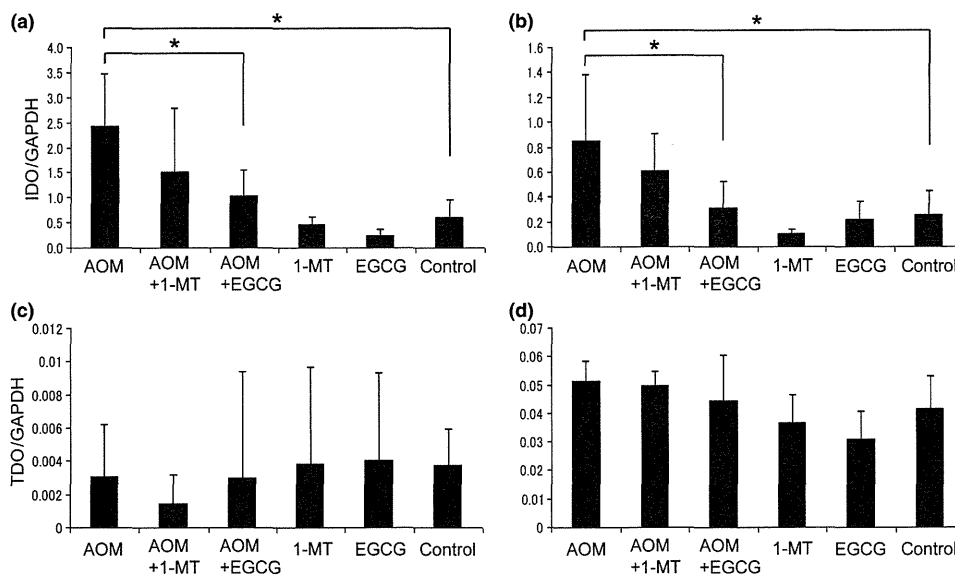 (a)
*
*
IDO/GAPDH
4.0
3.5
3.0
2.5
2.0
1.5
1.0
0.5
0.0
AOM
AOM
+1-MT
AOM
+EGCG
1-MT
EGCG
Control
(b)
*
*
1.6
1.4
1.2
1.0
0.8
0.6
0.4
0.2
0.0
AOM
AOM
+1-MT
AOM
+EGCG
1-MT
EGCG
Control
(c)
TDO/GAPDH
0.012
0.01
0.008
0.006
0.004
0.002
0
AOM
AOM
+1-MT
AOM
+EGCG
1-MT
EGCG
Control
(d)
0.07
0.06
0.05
0.04
0.03
0.02
0.01
0
AOM
AOM
+1-MT
AOM
+EGCG
1-MT
EGCG
Control